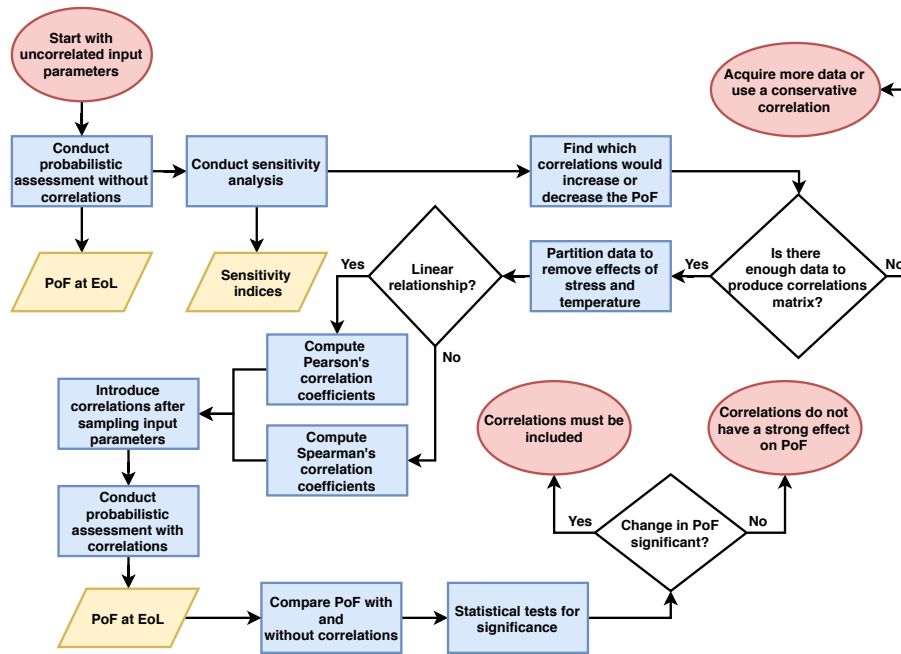 Start with
uncorrelated input
parameters
Acquire more data or
use a conservative
correlation
Conduct
probabilistic
assessment without
correlations
Conduct sensitivity
analysis
Find which
correlations would
increase or
decrease the PoF
PoF at EoL
Sensitivity
indices
Yes
Linear
relationship?
Partition data to
remove effects of
stress and
temperature
Yes
Is there
enough data to
produce correlations
matrix?
No
No
Compute
Pearson's
correlation
coefficients
Introduce
correlations after
sampling input
parameters
Compute
Spearman's
correlation
coefficients
Correlations must be
included
Correlations do not
have a strong effect
on PoF
Conduct
probabilistic
assessment with
correlations
Yes
Change in PoF
significant?
No
PoF at EoL
Compare PoF with
and
without correlations
Statistical tests for
significance